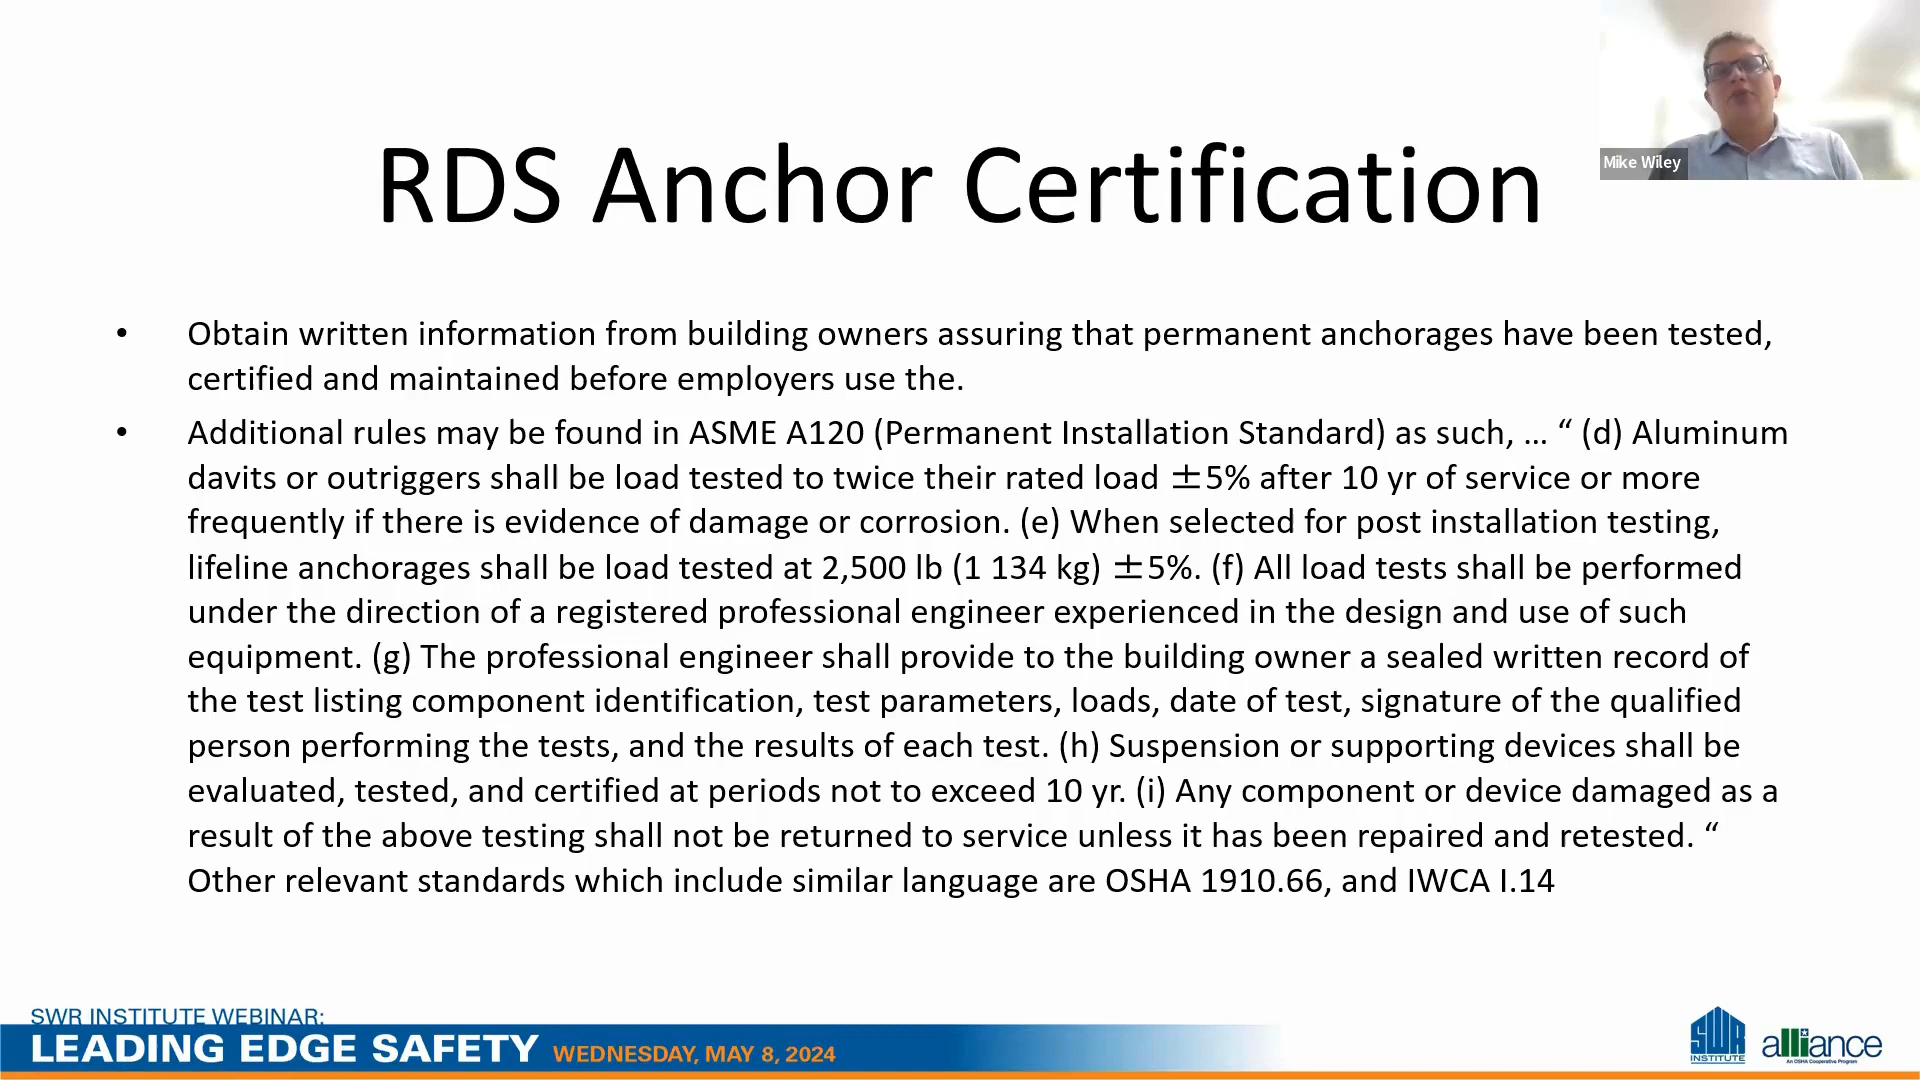 Mike Wiley
RDS Anchor Certification
• Obtain written information from building owners assuring that permanent anchorages have been tested,
certified and maintained before employers use the.
• Additional rules may be found in ASME A120 (Permanent Installation Standard) as such, … “ (d) Aluminum
davits or outriggers shall be load tested to twice their rated load ±5% after 10 yr of service or more
frequently if there is evidence of damage or corrosion. (e) When selected for post installation testing,
lifeline anchorages shall be load tested at 2,500 lb (1 134 kg) ±5%. (f) All load tests shall be performed
under the direction of a registered professional engineer experienced in the design and use of such
equipment. (g) The professional engineer shall provide to the building owner a sealed written record of
the test listing component identification, test parameters, loads, date of test, signature of the qualified
person performing the tests, and the results of each test. (h) Suspension or supporting devices shall be
evaluated, tested, and certified at periods not to exceed 10 yr. (i) Any component or device damaged as a
result of the above testing shall not be returned to service unless it has been repaired and retested. “
Other relevant standards which include similar language are OSHA 1910.66, and IWCA I.14
SWR INSTITUTE WEBINAR:
LEADING EDGE SAFETY WEDNESDAY, MAY 8, 2024
SWR
INSTITUTE
alliance
An OSHA Cooperative Program